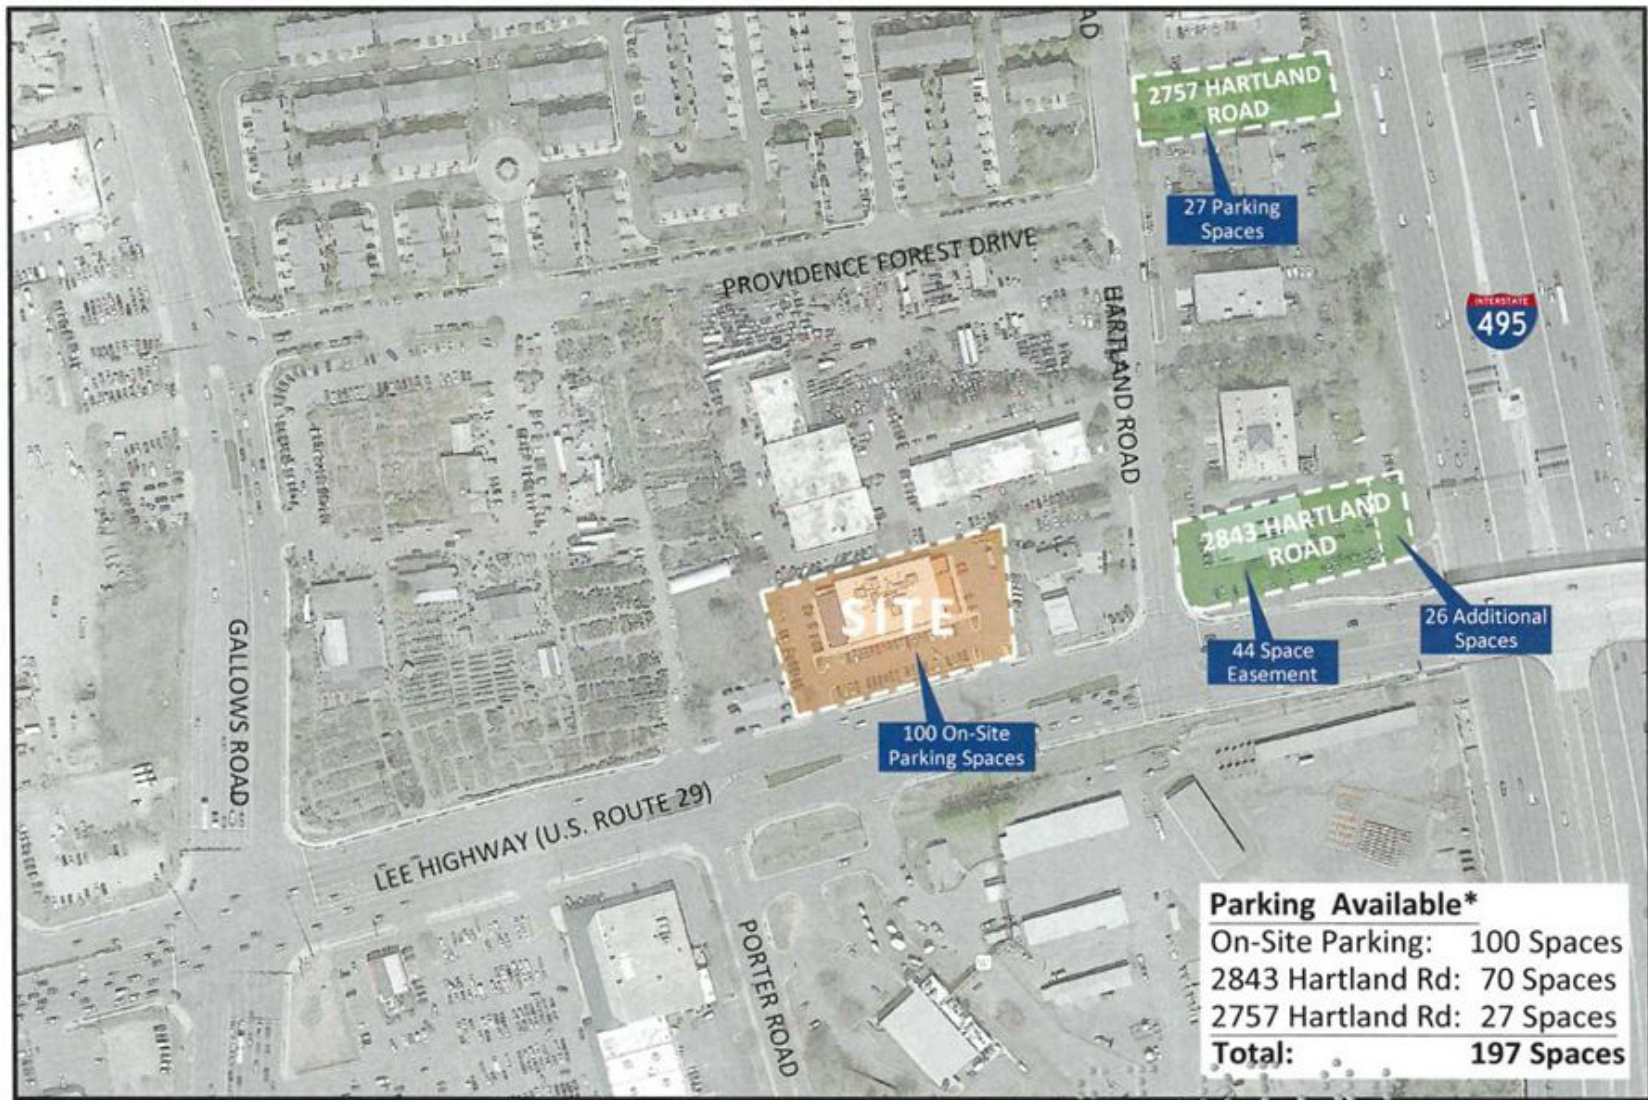 AD
2757 HARTLAND
ROAD
27 Parking
Spaces
PROVIDENCE FOREST DRIVE
HARTLAND ROAD
INTERSTATE
495
2843 HARTLAND
ROAD
SITE
26 Additional
Spaces
44 Space
Easement
GALLOWS ROAD
100 On-Site
Parking Spaces
LEE HIGHWAY (U.S. ROUTE 29)
PORTER ROAD
Parking Available*
On-Site Parking: 100 Spaces
2843 Hartland Rd: 70 Spaces
2757 Hartland Rd: 27 Spaces
Total: 197 Spaces